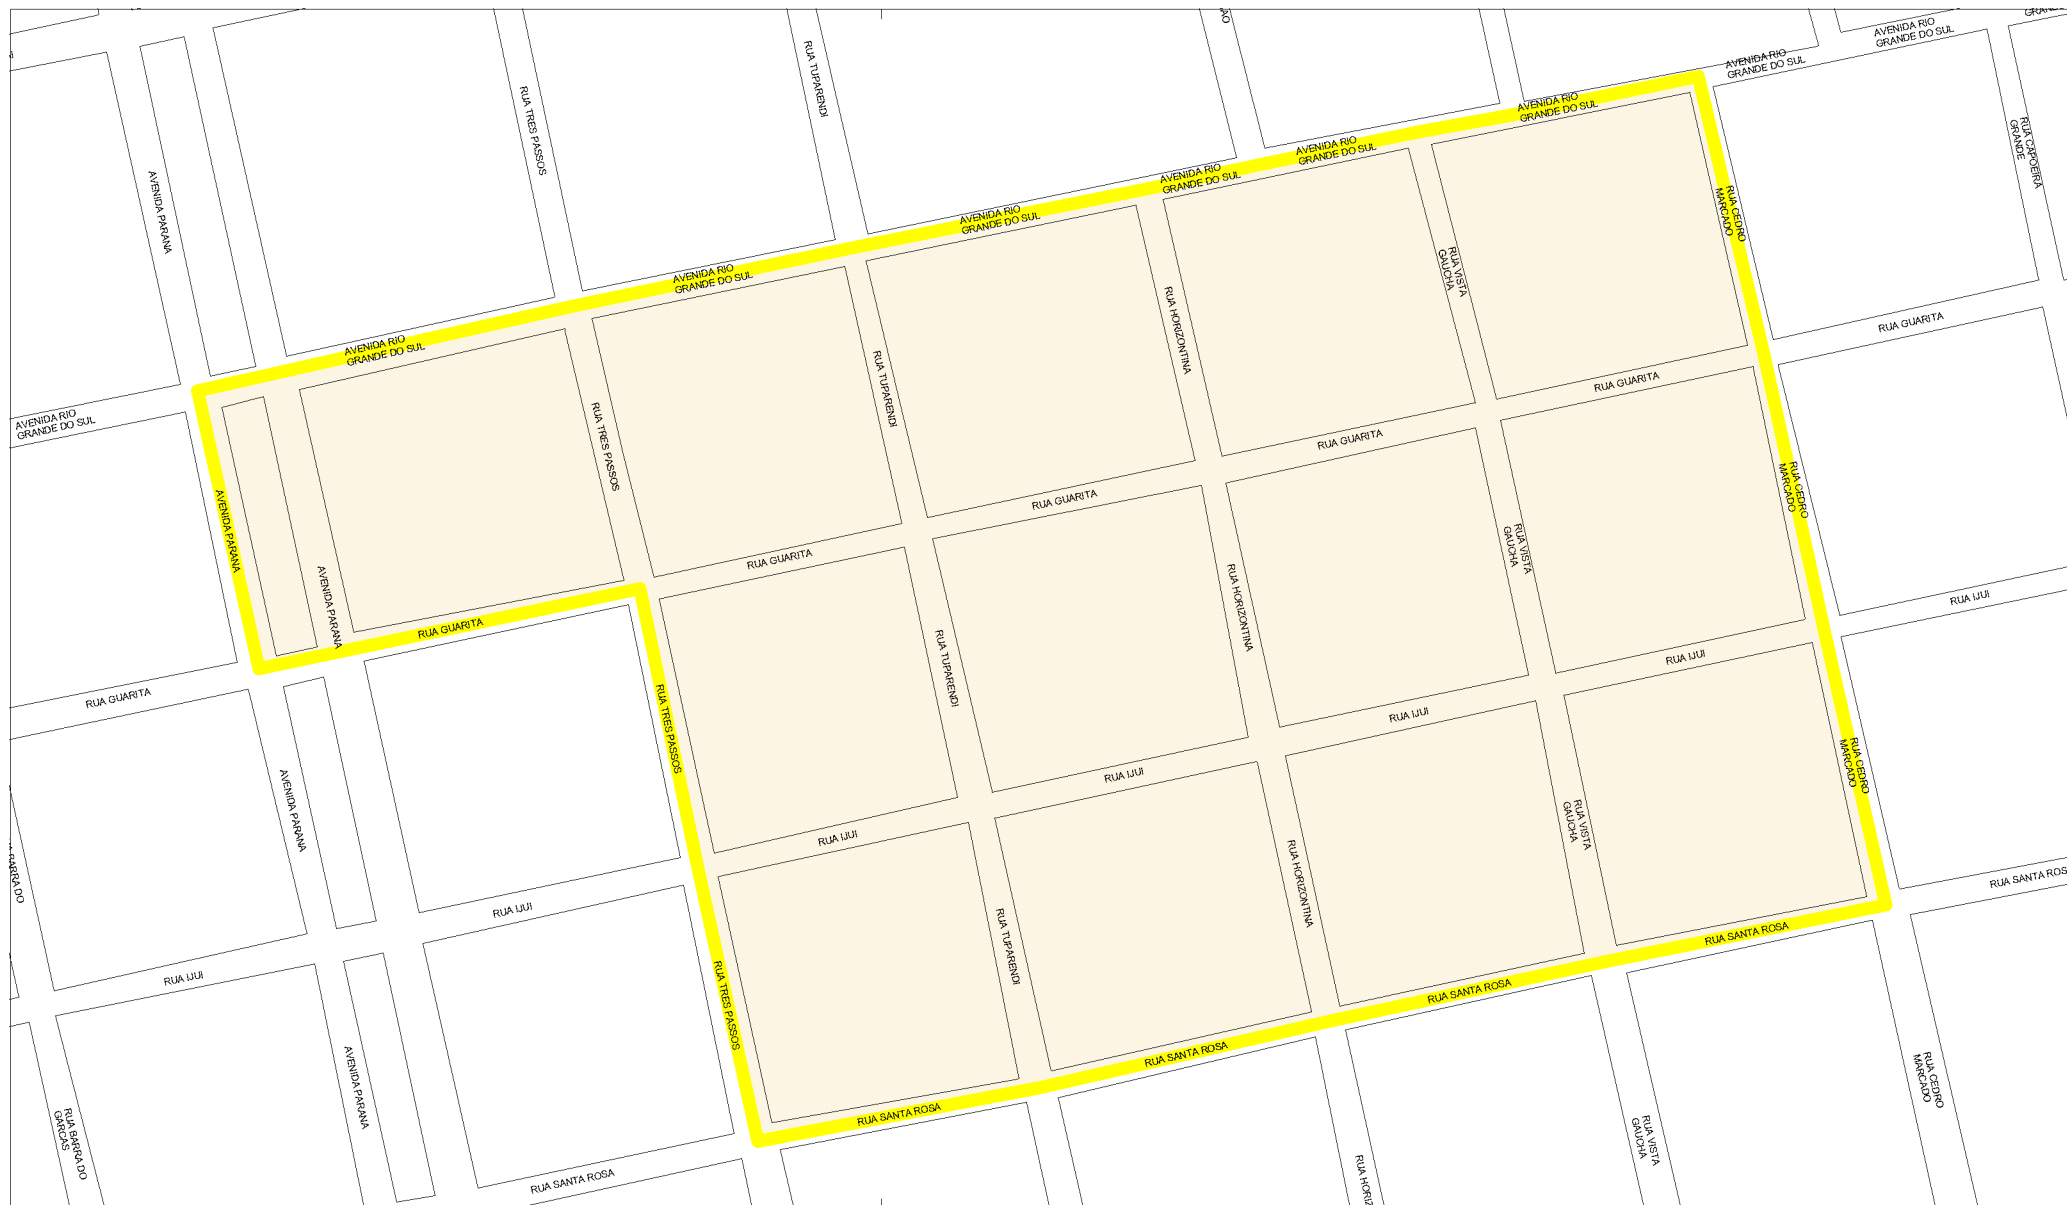 AVENIDA RIO
GRANDE DO SUL
AVENIDA RIO
GRANDE DO SUL
AVENIDA RIO
GRANDE DO SUL
AVENIDA RIO
GRANDE DO SUL
AVENIDA RIO
GRANDE DO SUL
AVENIDA RIO
GRANDE DO SUL
AVENIDA RIO
GRANDE DO SUL
AVENIDA RIO
GRANDE DO SUL
AVENIDA RIO
GRANDE DO SUL
RUA TUPARENDI
RUA TRES PASSOS
AVENIDA PARANA
RUA CAPOEIRA
GRANDE
RUA CEDRO
MARCADO
RUA VISTA
GAUCHA
RUA HORIZONTINA
RUA TUPARENDI
RUA TRES PASSOS
RUA GUARITA
RUA GUARITA
RUA GUARITA
RUA GUARITA
RUA GUARITA
RUA GUARITA
RUA GUARITA
AVENIDA PARANA
AVENIDA PARANA
RUA CEDRO
MARCADO
RUA VISTA
GAUCHA
RUA HORIZONTINA
RUA TUPARENDI
RUA TRES PASSOS
RUA IJUI
RUA IJUI
RUA IJUI
RUA IJUI
RUA IJUI
RUA IJUI
RUA IJUI
AVENIDA PARANA
RUA CEDRO
MARCADO
RUA VISTA
GAUCHA
RUA HORIZONTINA
RUA TUPARENDI
RUA TRES PASSOS
RUA SANTA ROS
RUA SANTA ROSA
RUA SANTA ROSA
RUA SANTA ROSA
RUA SANTA ROSA
RUA SANTA ROSA
BARRA DO
AVENIDA PARANA
RUA BARRA DO
GARCAS
RUA HORIZ
RUA VISTA
GAUCHA
RUA CEDRO
MARCADO